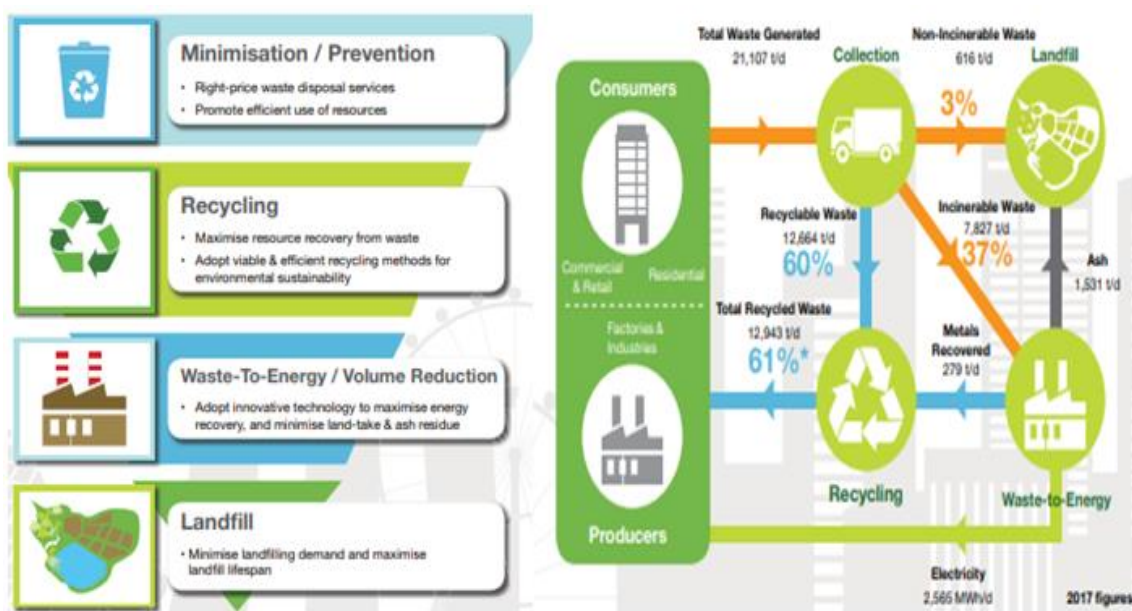 Minimisation / Prevention
• Right-price waste disposal services
• Promote efficient use of resources
Recycling
• Maximise resource recovery from waste
• Adopt viable & efficient recycling methods for
environmental sustainability
Waste-To-Energy / Volume Reduction
• Adopt innovative technology to maximise energy
recovery, and minimise land-take & ash residue
Landfill
• Minimise landfilling demand and maximise
landfill lifespan
Total Waste Generated
21,107 t/d
Collection
Non-Incinerable Waste
616 t/d
Landfill
3%
Consumers
Commercial
& Retail
Residential
Factories &
Industries
Producers
Recyclable Waste
12,664 t/d
60%
Incinerable Waste
7,827 t/d
37%
Ash
1,531 t/d
Total Recycled Waste
12,943 t/d
61%*
Metals
Recovered
279 t/d
Recycling
Waste-to-Energy
Electricity
2,565 MWh/d
2017 figures